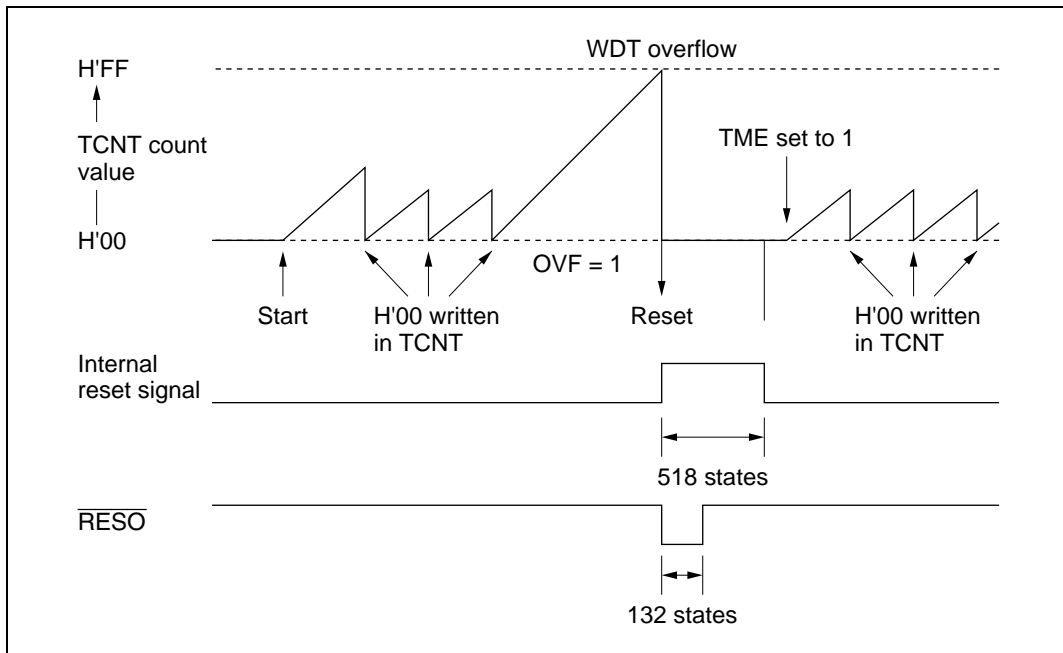 WDT overflow
H'FF
TCNT count
value
TME set to 1
H'00
OVF = 1
Start
H'00 written
in TCNT
Reset
H'00 written
in TCNT
Internal
reset signal
518 states
RESO
132 states